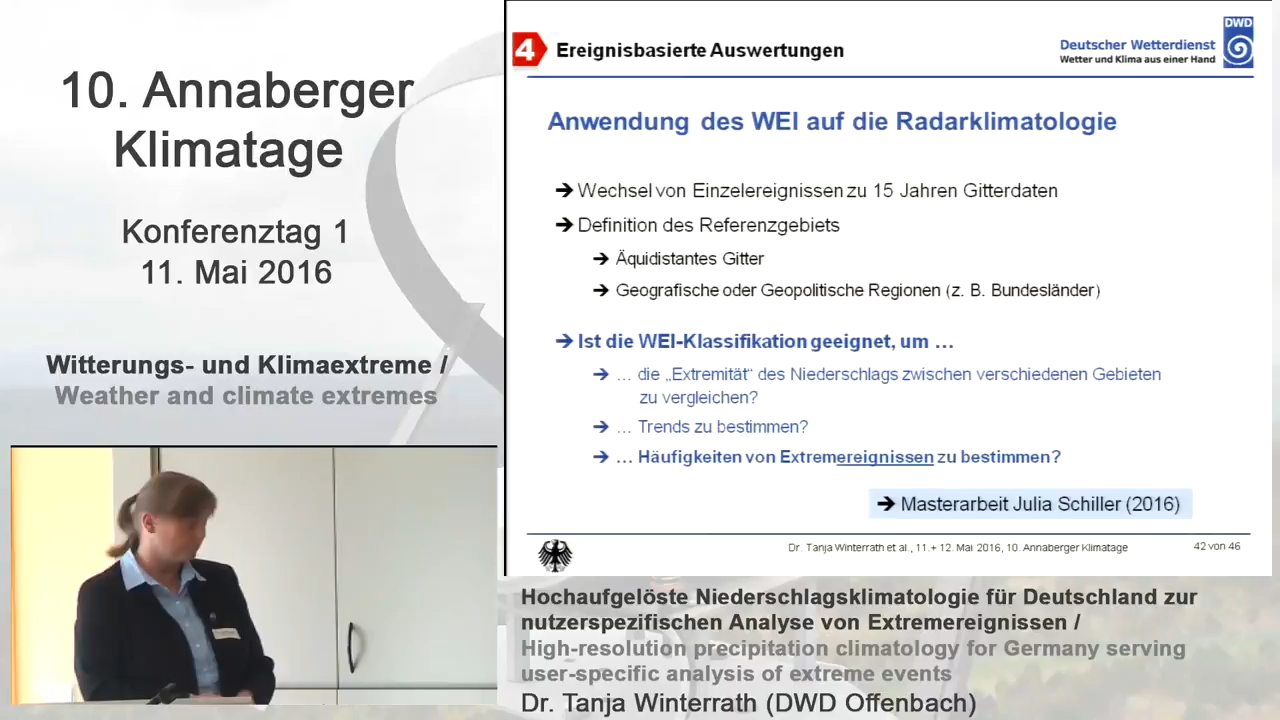 10. Annaberger
Klimatage
Konferenztag 1
11. Mai 2016
Witterungs- und Klimaextreme /
Weather and climate extremes
4 Ereignisbasierte Auswertungen
Deutscher Wetterdienst
Wetter und Klima aus einer Hand
DWD
Anwendung des WEI auf die Radarklimatologie
➔ Wechsel von Einzelereignissen zu 15 Jahren Gitterdaten
➔ Definition des Referenzgebiets
➔ Äquidistantes Gitter
➔ Geografische oder Geopolitische Regionen (z. B. Bundesländer)
➔ Ist die WEI-Klassifikation geeignet, um …
➔ … die „Extremität“ des Niederschlags zwischen verschiedenen Gebieten
zu vergleichen?
➔ … Trends zu bestimmen?
➔ … Häufigkeiten von Extremereignissen zu bestimmen?
➔ Masterarbeit Julia Schiller (2016)
Dr. Tanja Winterrath et al., 11.+ 12. Mai 2016, 10. Annaberger Klimatage
42 von 46
Hochaufgelöste Niederschlagsklimatologie für Deutschland zur
nutzerspezifischen Analyse von Extremereignissen /
High-resolution precipitation climatology for Germany serving
user-specific analysis of extreme events
Dr. Tanja Winterrath (DWD Offenbach)